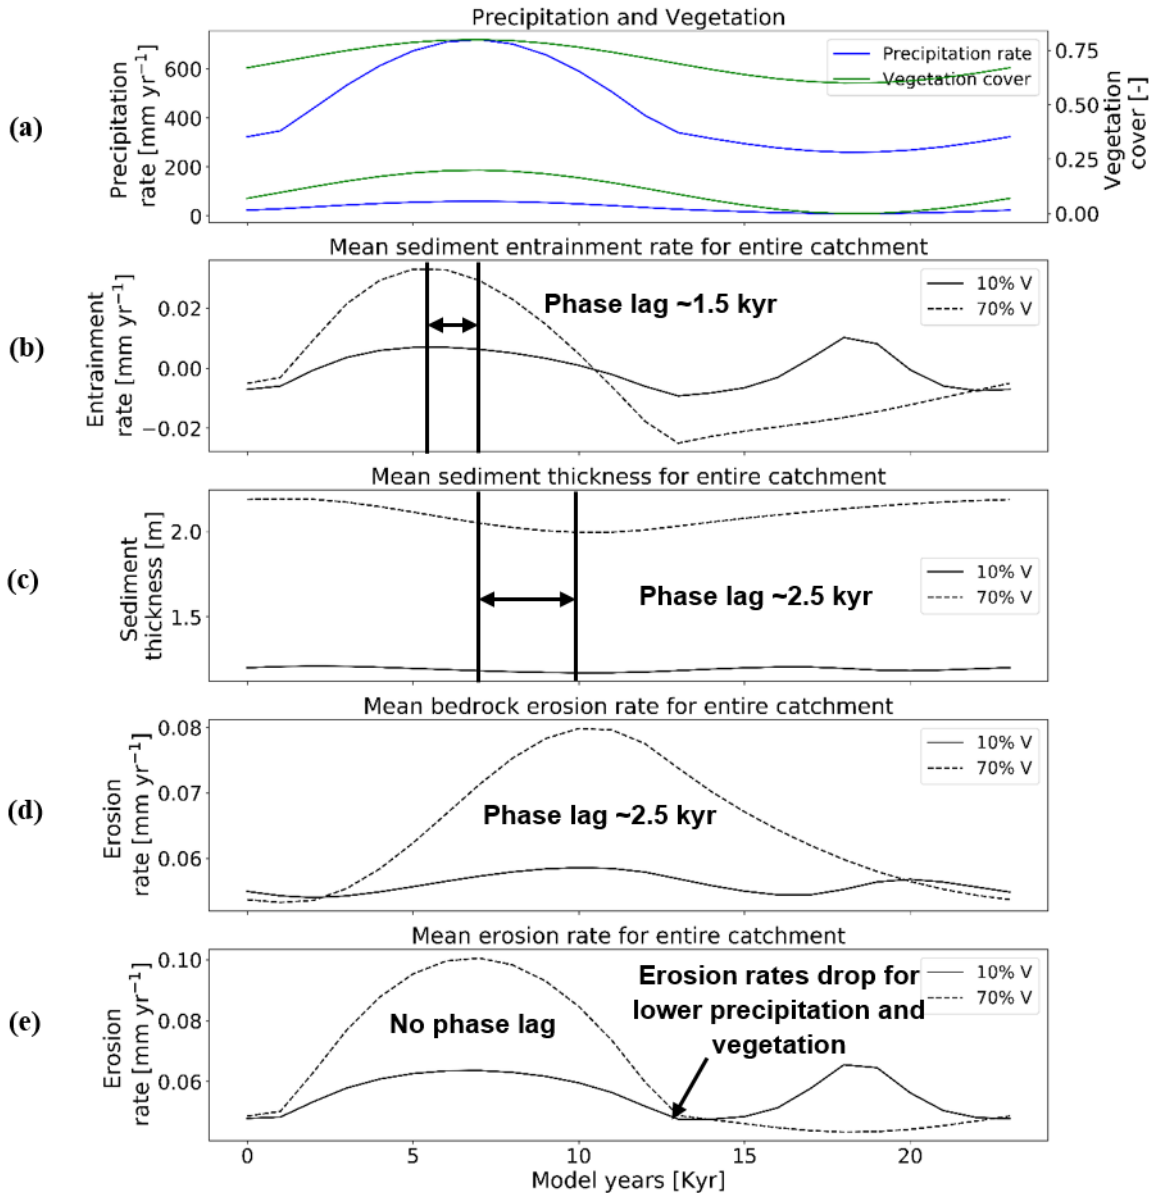 Precipitation and Vegetation
(a)
Precipitation
rate [mm yr⁻¹]
600
400
200
0
Precipitation rate
Vegetation cover
0.75
0.50
0.25
0.00
Vegetation
cover [-]
Mean sediment entrainment rate for entire catchment
(b)
Entrainment
rate [mm yr⁻¹]
0.02
0.00
−0.02
Phase lag ~1.5 kyr
10% V
70% V
Mean sediment thickness for entire catchment
(c)
Sediment
thickness [m]
2.0
1.5
Phase lag ~2.5 kyr
10% V
70% V
Mean bedrock erosion rate for entire catchment
(d)
Erosion
rate [mm yr⁻¹]
0.08
0.07
0.06
Phase lag ~2.5 kyr
10% V
70% V
Mean erosion rate for entire catchment
(e)
Erosion
rate [mm yr⁻¹]
0.10
0.08
0.06
No phase lag
Erosion rates drop for
lower precipitation and
vegetation
10% V
70% V
0 5 10 15 20
Model years [Kyr]